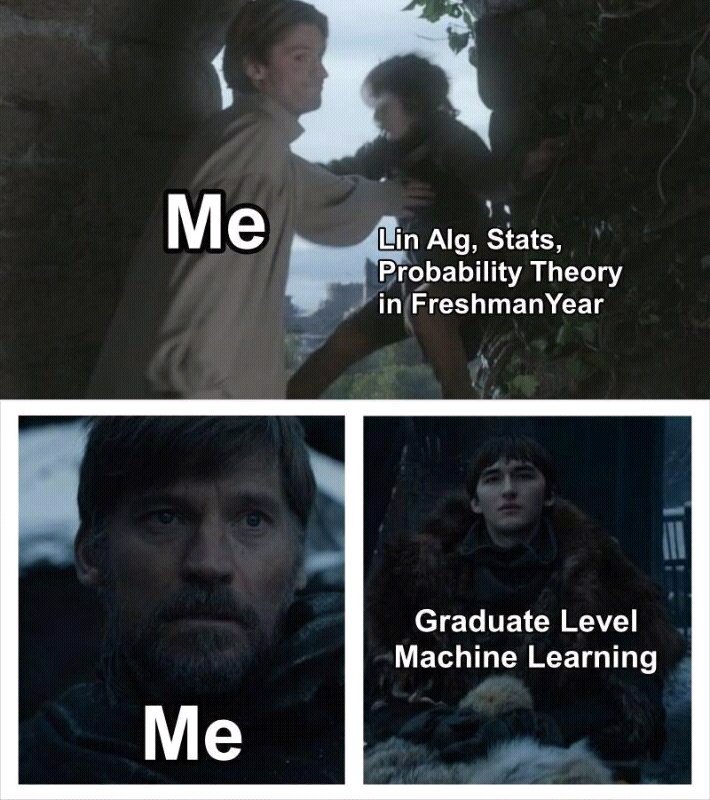 Me
Lin Alg, Stats,
Probability Theory
in FreshmanYear
Me
Graduate Level
Machine Learning